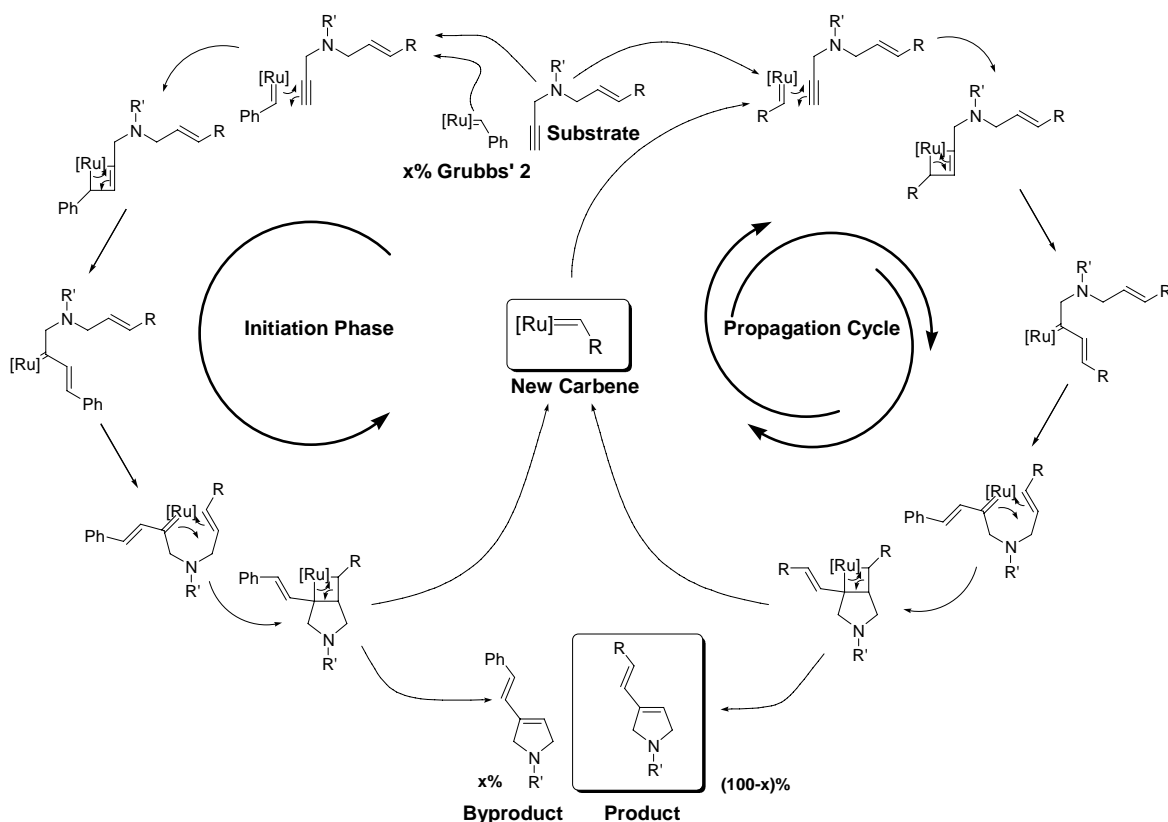 R'
N
R
[Ru]
Ph
R'
N
R
[Ru]
Ph
Substrate
x% Grubbs' 2
R'
N
R
[Ru]
R
R'
N
R
[Ru]
Ph
R'
N
R
[Ru]
R
R'
N
R
[Ru]
Ph
Initiation Phase
[Ru]
R
New Carbene
Propagation Cycle
R'
N
R
[Ru]
R
R
[Ru]
Ph
N
R'
R
[Ru]
Ph
N
R'
R
[Ru]
Ph
N
R'
R
[Ru]
R
N
R'
Ph
N
R'
x%
Byproduct
R
N
R'
(100-x)%
Product